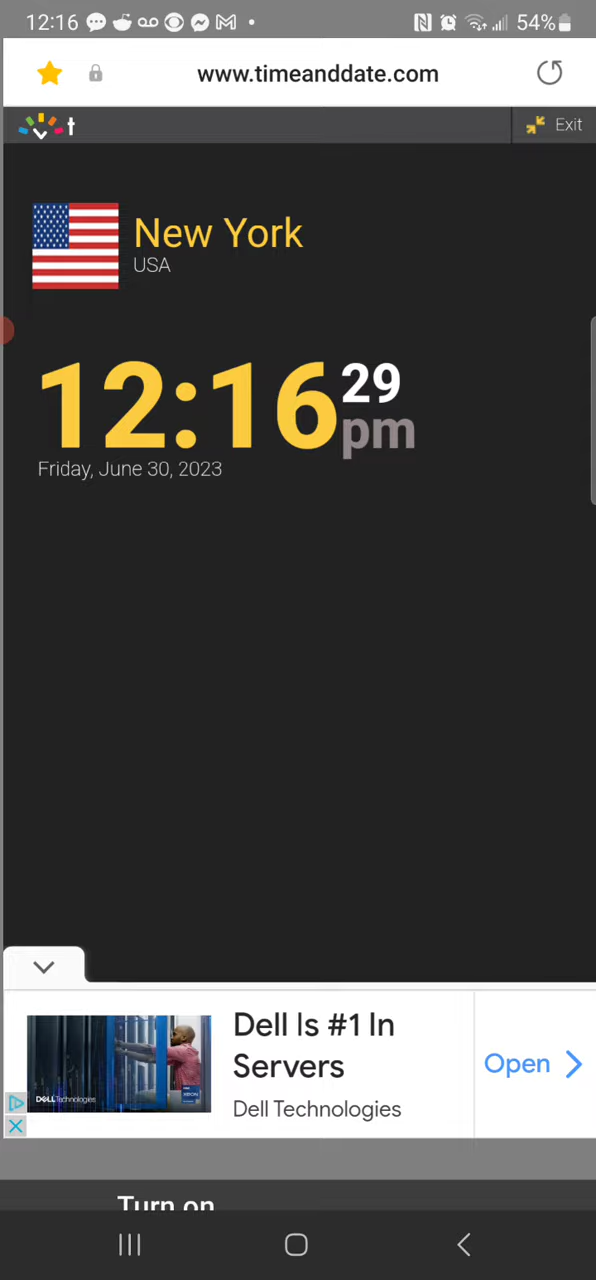 12:16 54%
www.timeanddate.com
t Exit
New York
USA
12:16 29 pm
Friday, June 30, 2023
Dell Is #1 In
Servers
Dell Technologies
Open
DELLTechnologies
Turn on